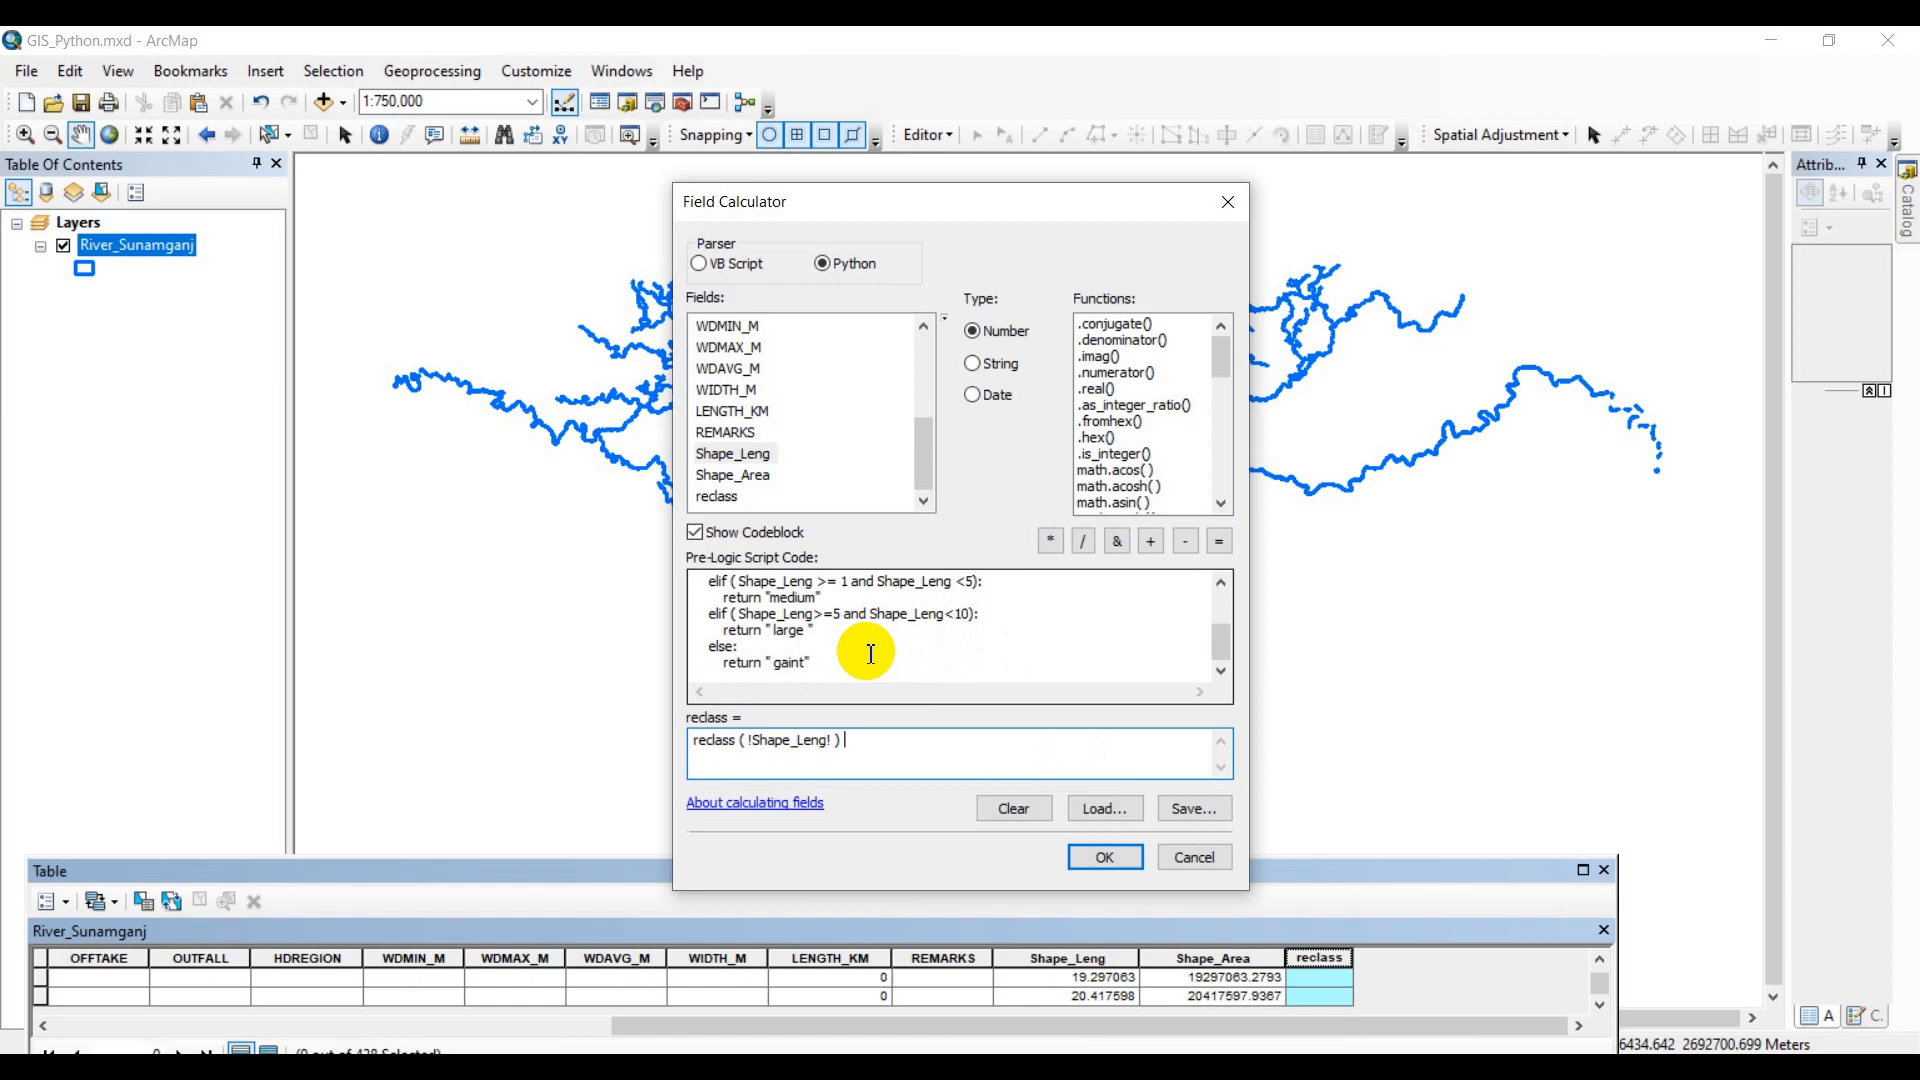 GIS_Python.mxd - ArcMap
File Edit View Bookmarks Insert Selection Geoprocessing Customize Windows Help
1:750,000
Snapping Editor Spatial Adjustment
Table Of Contents
Attrib...
Catalog
Layers
River_Sunamganj
Field Calculator
Parser
VB Script Python
Fields: Type: Functions:
WDMIN_M
WDMAX_M
WDAVG_M
WIDTH_M
LENGTH_KM
REMARKS
Shape_Leng
Shape_Area
reclass
Number
String
Date
.conjugate()
.denominator()
.imag()
.numerator()
.real()
.as_integer_ratio()
.fromhex()
.hex()
.is_integer()
math.acos( )
math.acosh( )
math.asin( )
Show Codeblock
* / & + - =
Pre-Logic Script Code:
elif ( Shape_Leng >= 1 and Shape_Leng <5):
return "medium"
elif ( Shape_Leng>=5 and Shape_Leng<10):
return " large "
else:
return " gaint"
reclass =
reclass ( !Shape_Leng! )
About calculating fields
Clear Load... Save...
OK Cancel
Table
River_Sunamganj
OFFTAKE OUTFALL HDREGION WDMIN_M WDMAX_M WDAVG_M WIDTH_M LENGTH_KM REMARKS Shape_Leng Shape_Area reclass
0 19.297063 19297063.2793
0 20.417598 20417597.9367
(0 out of 428 Selected)
A C.
6434.642 2692700.699 Meters